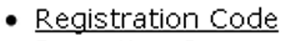 • Registration Code